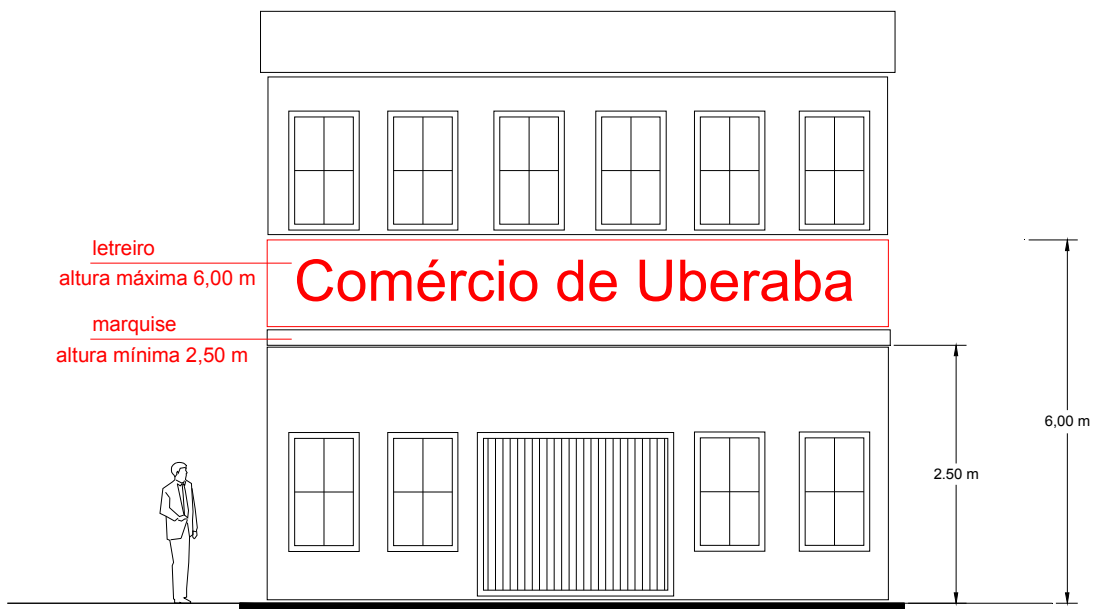 letreiro
altura máxima 6,00 m
Comércio de Uberaba
marquise
altura mínima 2,50 m
6,00 m
2.50 m